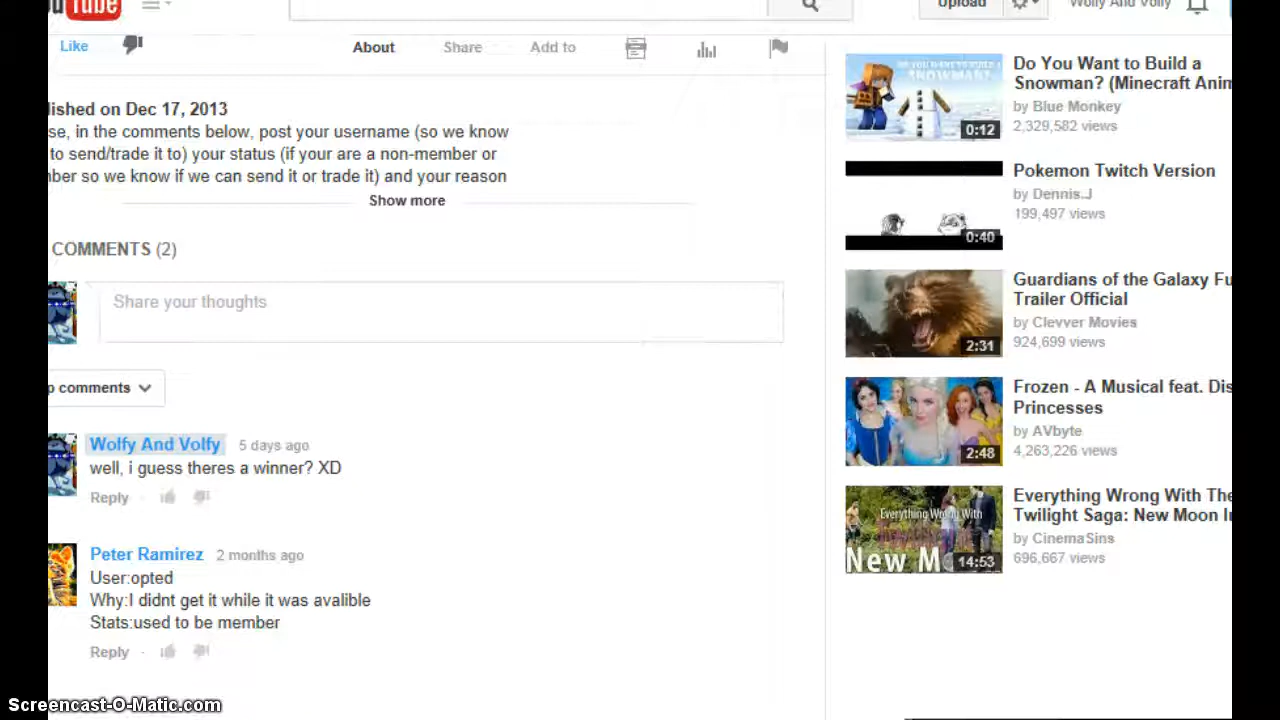 Tube
Upload
Wolfy And Volfy
Like
About
Share
Add to
lished on Dec 17, 2013
se, in the comments below, post your username (so we know
to send/trade it to) your status (if your are a non-member or
ber so we know if we can send it or trade it) and your reason
Show more
COMMENTS (2)
Share your thoughts
p comments
Wolfy And Volfy 5 days ago
well, i guess theres a winner? XD
Reply
Peter Ramirez 2 months ago
User:opted
Why:I didnt get it while it was avalible
Stats:used to be member
Reply
0:12
Do You Want to Build a
Snowman? (Minecraft Anim
by Blue Monkey
2,329,582 views
0:40
Pokemon Twitch Version
by Dennis.J
199,497 views
2:31
Guardians of the Galaxy Fu
Trailer Official
by Clevver Movies
924,699 views
2:48
Frozen - A Musical feat. Dis
Princesses
by AVbyte
4,263,226 views
Everything Wrong With
New M
14:53
Everything Wrong With The
Twilight Saga: New Moon I
by CinemaSins
696,667 views
Screencast-O-Matic.com